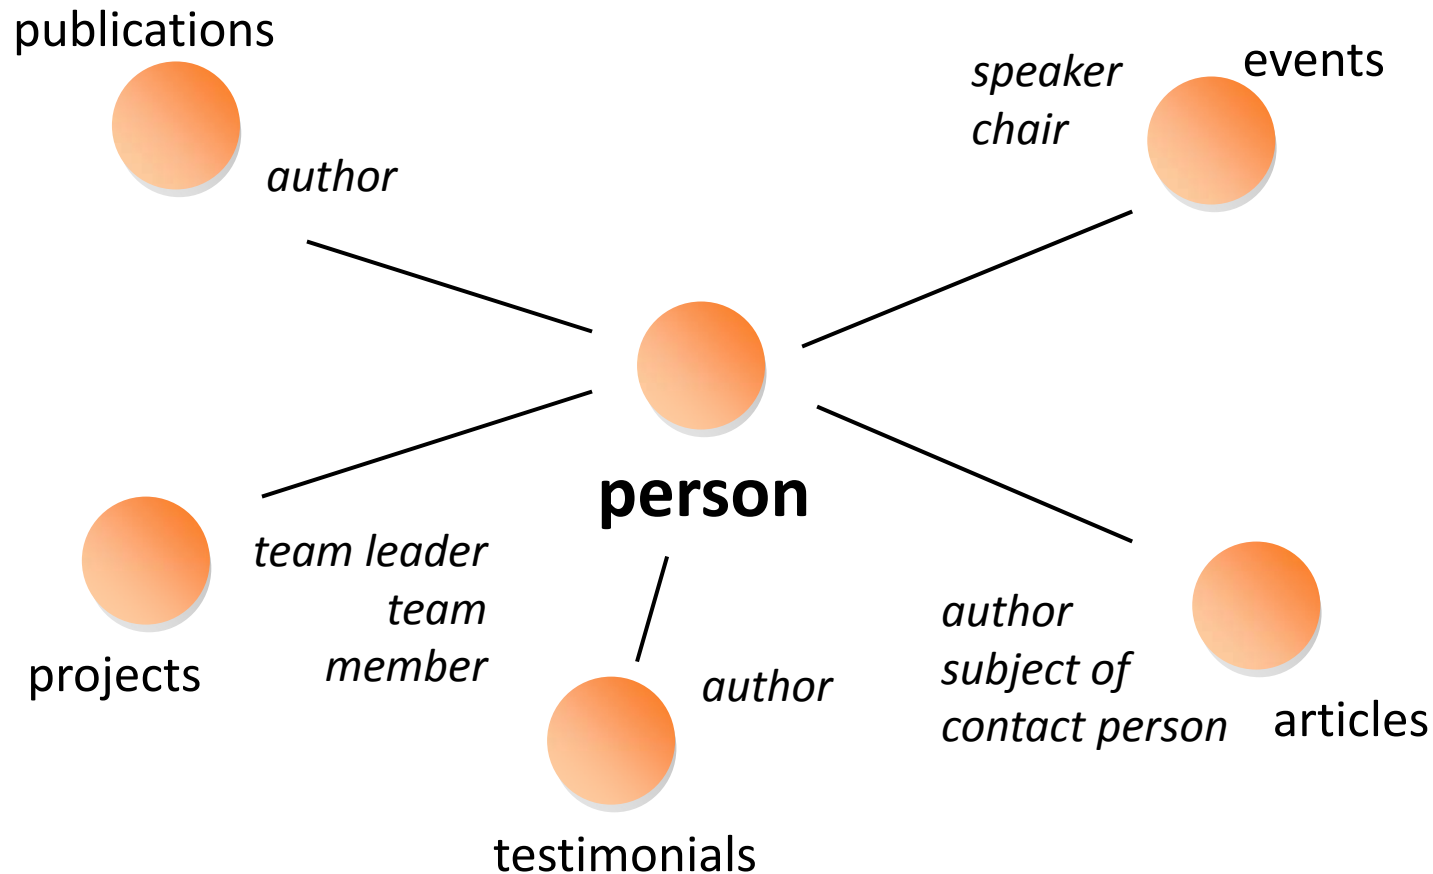 publications
author
speaker
chair
events
person
team leader
team
member
projects
author
testimonials
author
subject of
contact person
articles